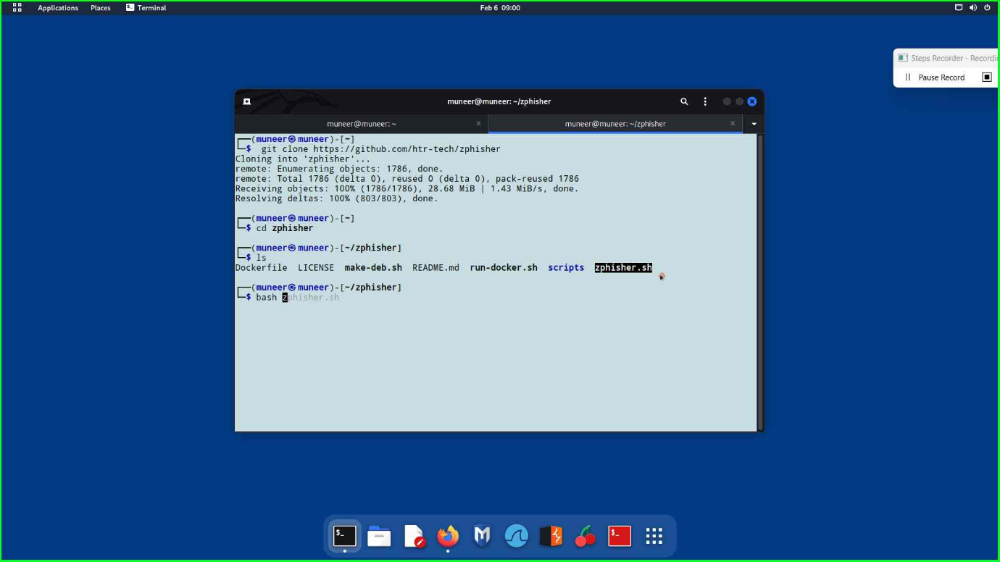 Applications Places Terminal Feb 6 09:00
Steps Recorder - Recordi
Pause Record
muneer@muneer: ~/zphisher
muneer@muneer: ~ muneer@muneer: ~/zphisher
┌──(muneer㉿muneer)-[~]
└─$ git clone https://github.com/htr-tech/zphisher
Cloning into 'zphisher'...
remote: Enumerating objects: 1786, done.
remote: Total 1786 (delta 0), reused 0 (delta 0), pack-reused 1786
Receiving objects: 100% (1786/1786), 28.68 MiB | 1.43 MiB/s, done.
Resolving deltas: 100% (803/803), done.
┌──(muneer㉿muneer)-[~]
└─$ cd zphisher
┌──(muneer㉿muneer)-[~/zphisher]
└─$ ls
Dockerfile LICENSE make-deb.sh README.md run-docker.sh scripts zphisher.sh
┌──(muneer㉿muneer)-[~/zphisher]
└─$ bash zphisher.sh